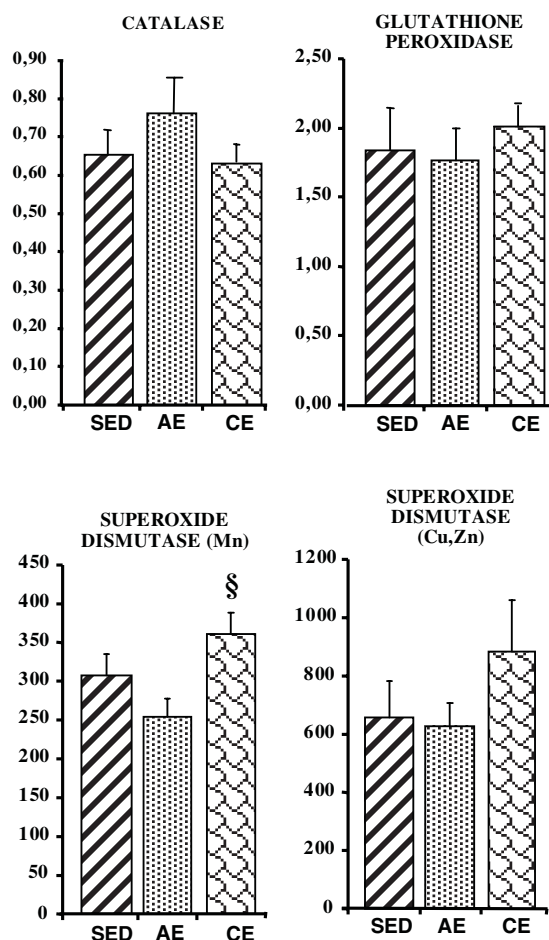 CATALASE
0,90
0,80
0,70
0,60
0,50
0,40
0,30
0,20
0,10
0,00
SED AE CE
GLUTATHIONE
PEROXIDASE
2,50
2,00
1,50
1,00
0,50
0,00
SED AE CE
SUPEROXIDE
DISMUTASE (Mn)
450
400
350
300
250
200
150
100
50
0
§
SED AE CE
SUPEROXIDE
DISMUTASE
(Cu,Zn)
1200
1000
800
600
400
200
0
SED AE CE